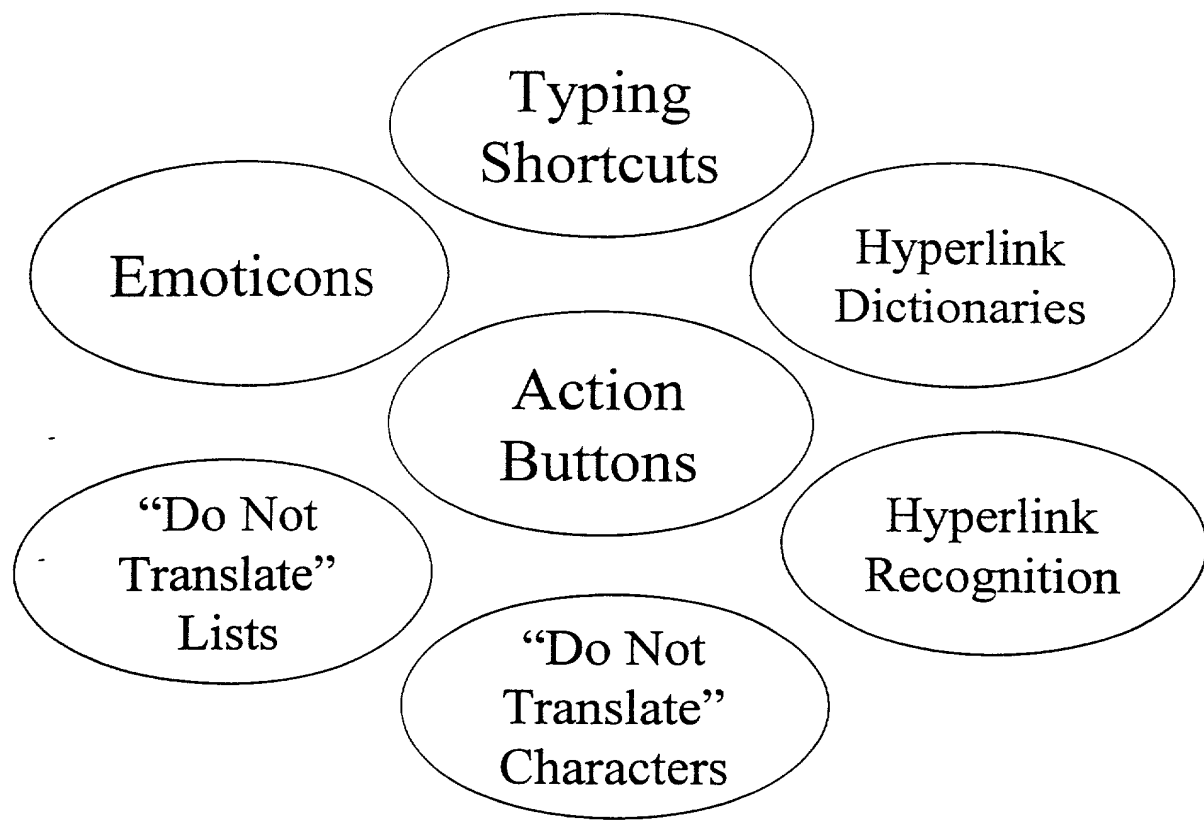 Typing
Shortcuts
Emoticons
Hyperlink
Dictionaries
Action
Buttons
“Do Not
Translate”
Lists
Hyperlink
Recognition
“Do Not
Translate”
Characters